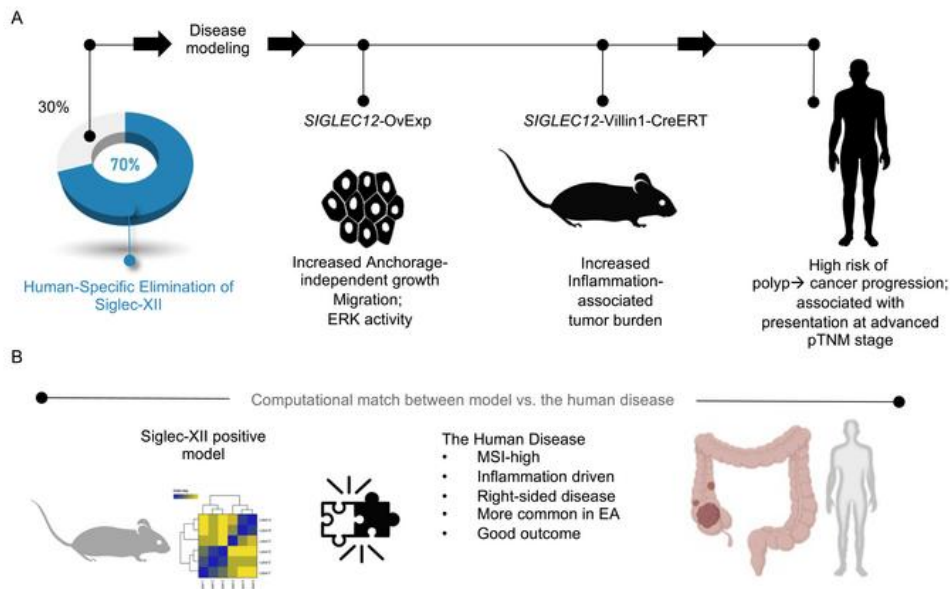 A
Disease
modeling
30%
70%
Human-Specific Elimination of
Siglec-XII
SIGLEC12-OvExp
Increased Anchorage-
independent growth
Migration;
ERK activity
SIGLEC12-Villin1-CreERT
Increased
Inflammation-
associated
tumor burden
High risk of
polyp→ cancer progression;
associated with
presentation at advanced
pTNM stage
B
Computational match between model vs. the human disease
Siglec-XII positive
model
The Human Disease
• MSI-high
• Inflammation driven
• Right-sided disease
• More common in EA
• Good outcome